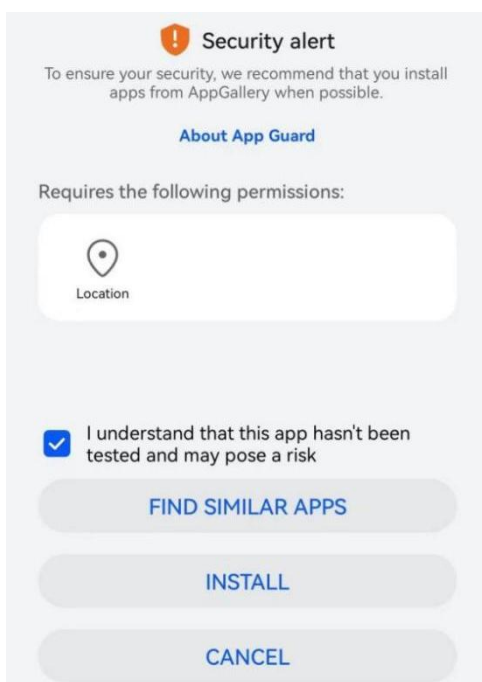 Security alert
To ensure your security, we recommend that you install
apps from AppGallery when possible.
About App Guard
Requires the following permissions:
Location
I understand that this app hasn't been
tested and may pose a risk
FIND SIMILAR APPS
INSTALL
CANCEL